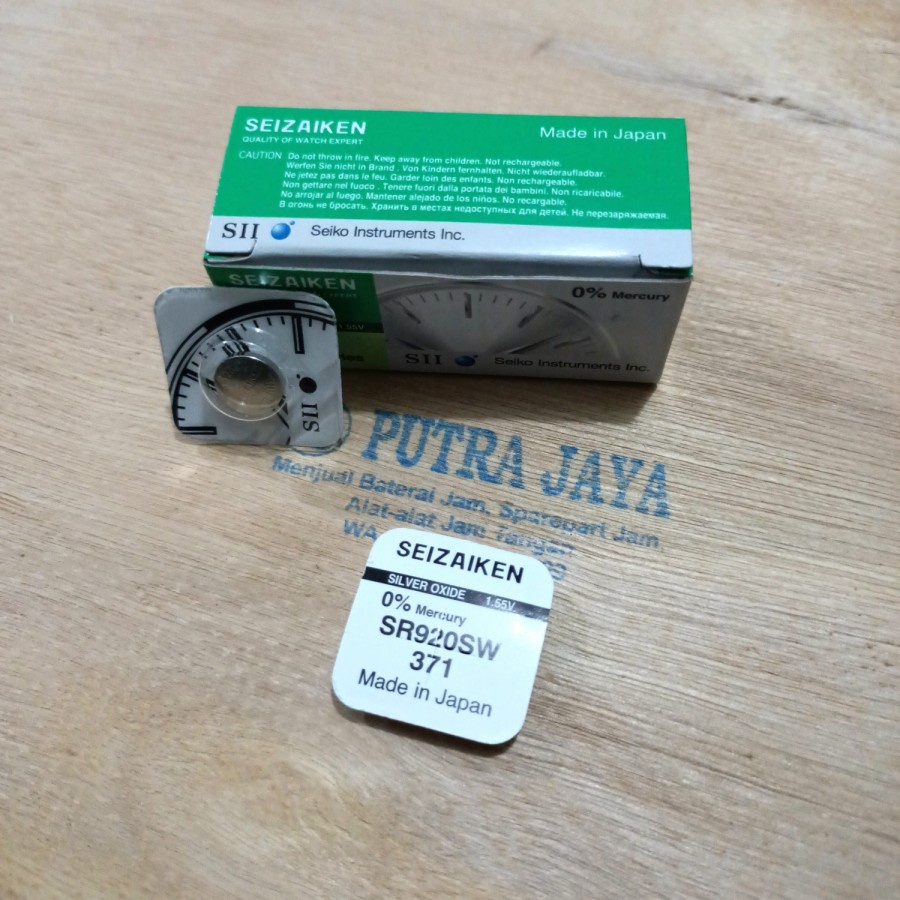 SEIZAIKEN
QUALITY OF WATCH EXPERT
Made in Japan
CAUTION Do not throw in fire. Keep away from children. Not rechargeable.
Werfen Sie nicht in Brand . Von Kindern fernhalten. Nicht wiederaufladbar.
Ne jetez pas dans le feu. Garder loin des enfants. Non rechargeable.
Non gettare nel fuoco . Tenere fuori dalla portata dei bambini. Non ricaricabile.
No arrojar al fuego. Mantener alejado de los niños. No recargable.
В огонь не бросать. Хранить в местах недоступных для детей. Не перезаряжаемая.
SII Seiko Instruments Inc.
SEIZAIKEN
0% Mercury
1.55V
SII Seiko Instruments Inc.
SII
PUTRA JAYA
Menjual Baterai Jam, Sparepart Jam,
Alat-alat Jam Tangan
WA
SEIZAIKEN
SILVER OXIDE 1.55V
0% Mercury
SR920SW
371
Made in Japan